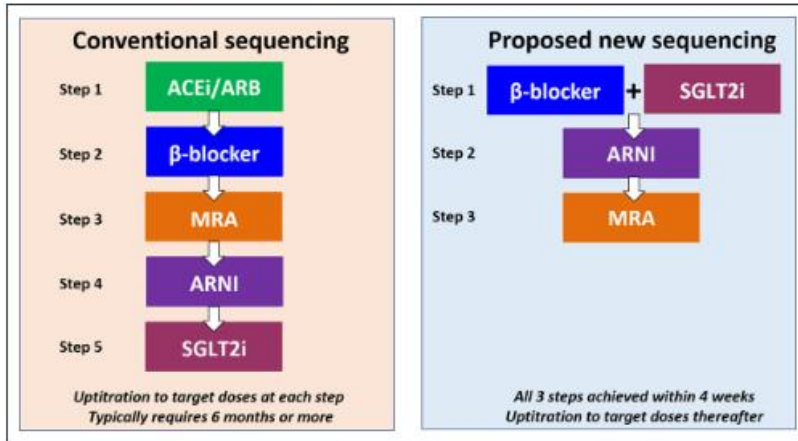 Conventional sequencing
Step 1 ACEi/ARB
Step 2 β-blocker
Step 3 MRA
Step 4 ARNI
Step 5 SGLT2i
Uptitration to target doses at each step
Typically requires 6 months or more
Proposed new sequencing
Step 1 β-blocker + SGLT2i
Step 2 ARNI
Step 3 MRA
All 3 steps achieved within 4 weeks
Uptitration to target doses thereafter